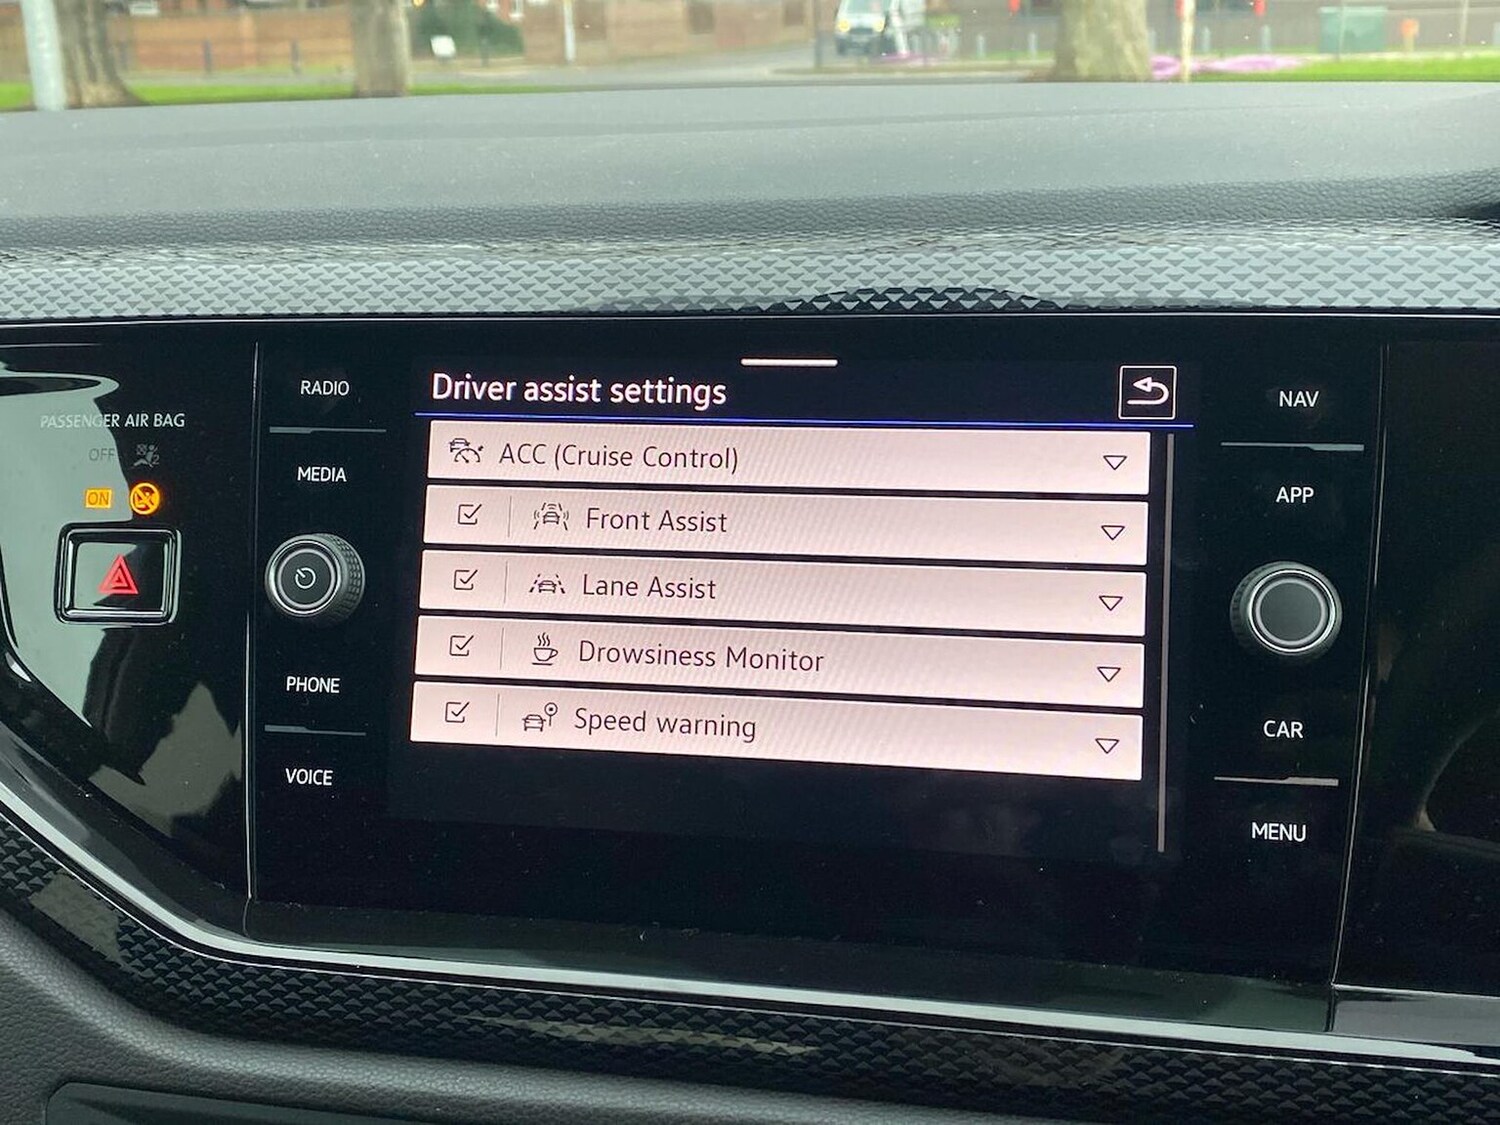 PASSENGER AIR BAG
OFF
ON
RADIO
MEDIA
PHONE
VOICE
Driver assist settings
ACC (Cruise Control)
Front Assist
Lane Assist
Drowsiness Monitor
Speed warning
NAV
APP
CAR
MENU